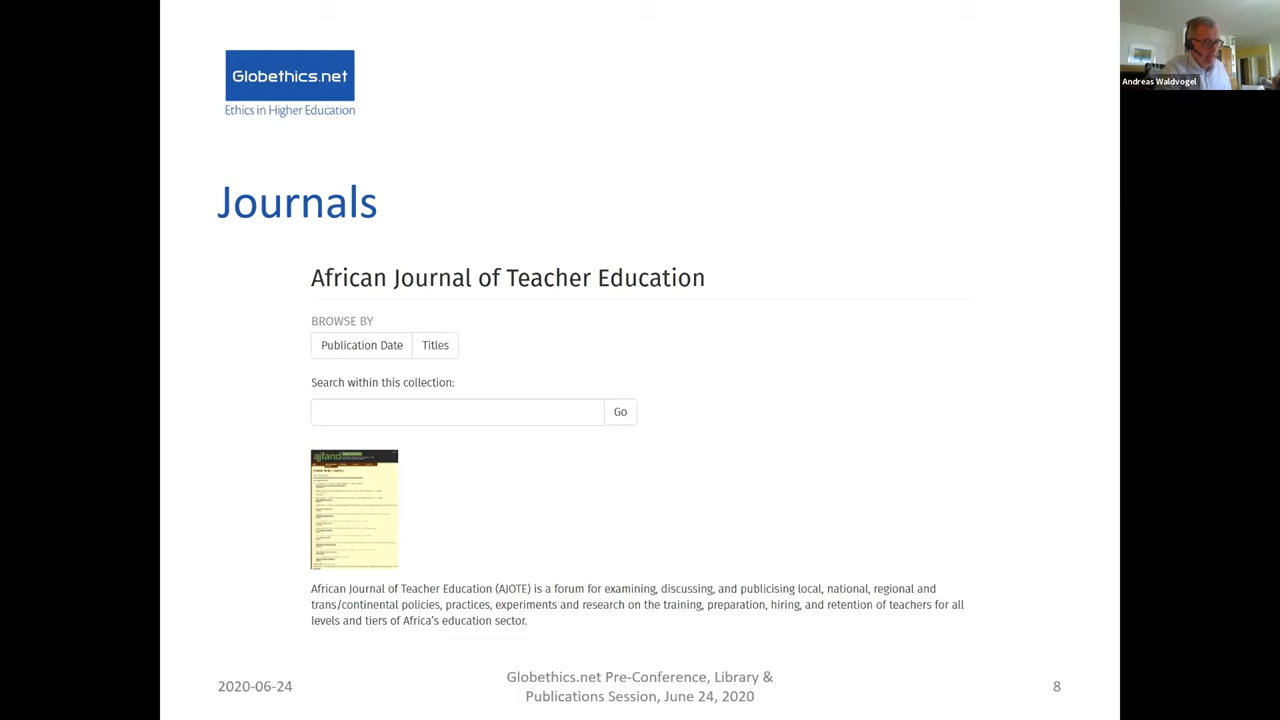 Globethics.net
Ethics in Higher Education
Andreas Waldvogel
Journals
African Journal of Teacher Education
BROWSE BY
Publication Date
Titles
Search within this collection:
Go
ajfand
African Journal of Teacher Education (AJOTE) is a forum for examining, discussing, and publicising local, national, regional and
trans/continental policies, practices, experiments and research on the training, preparation, hiring, and retention of teachers for all
levels and tiers of Africa's education sector.
2020-06-24
Globethics.net Pre-Conference, Library &
Publications Session, June 24, 2020
8